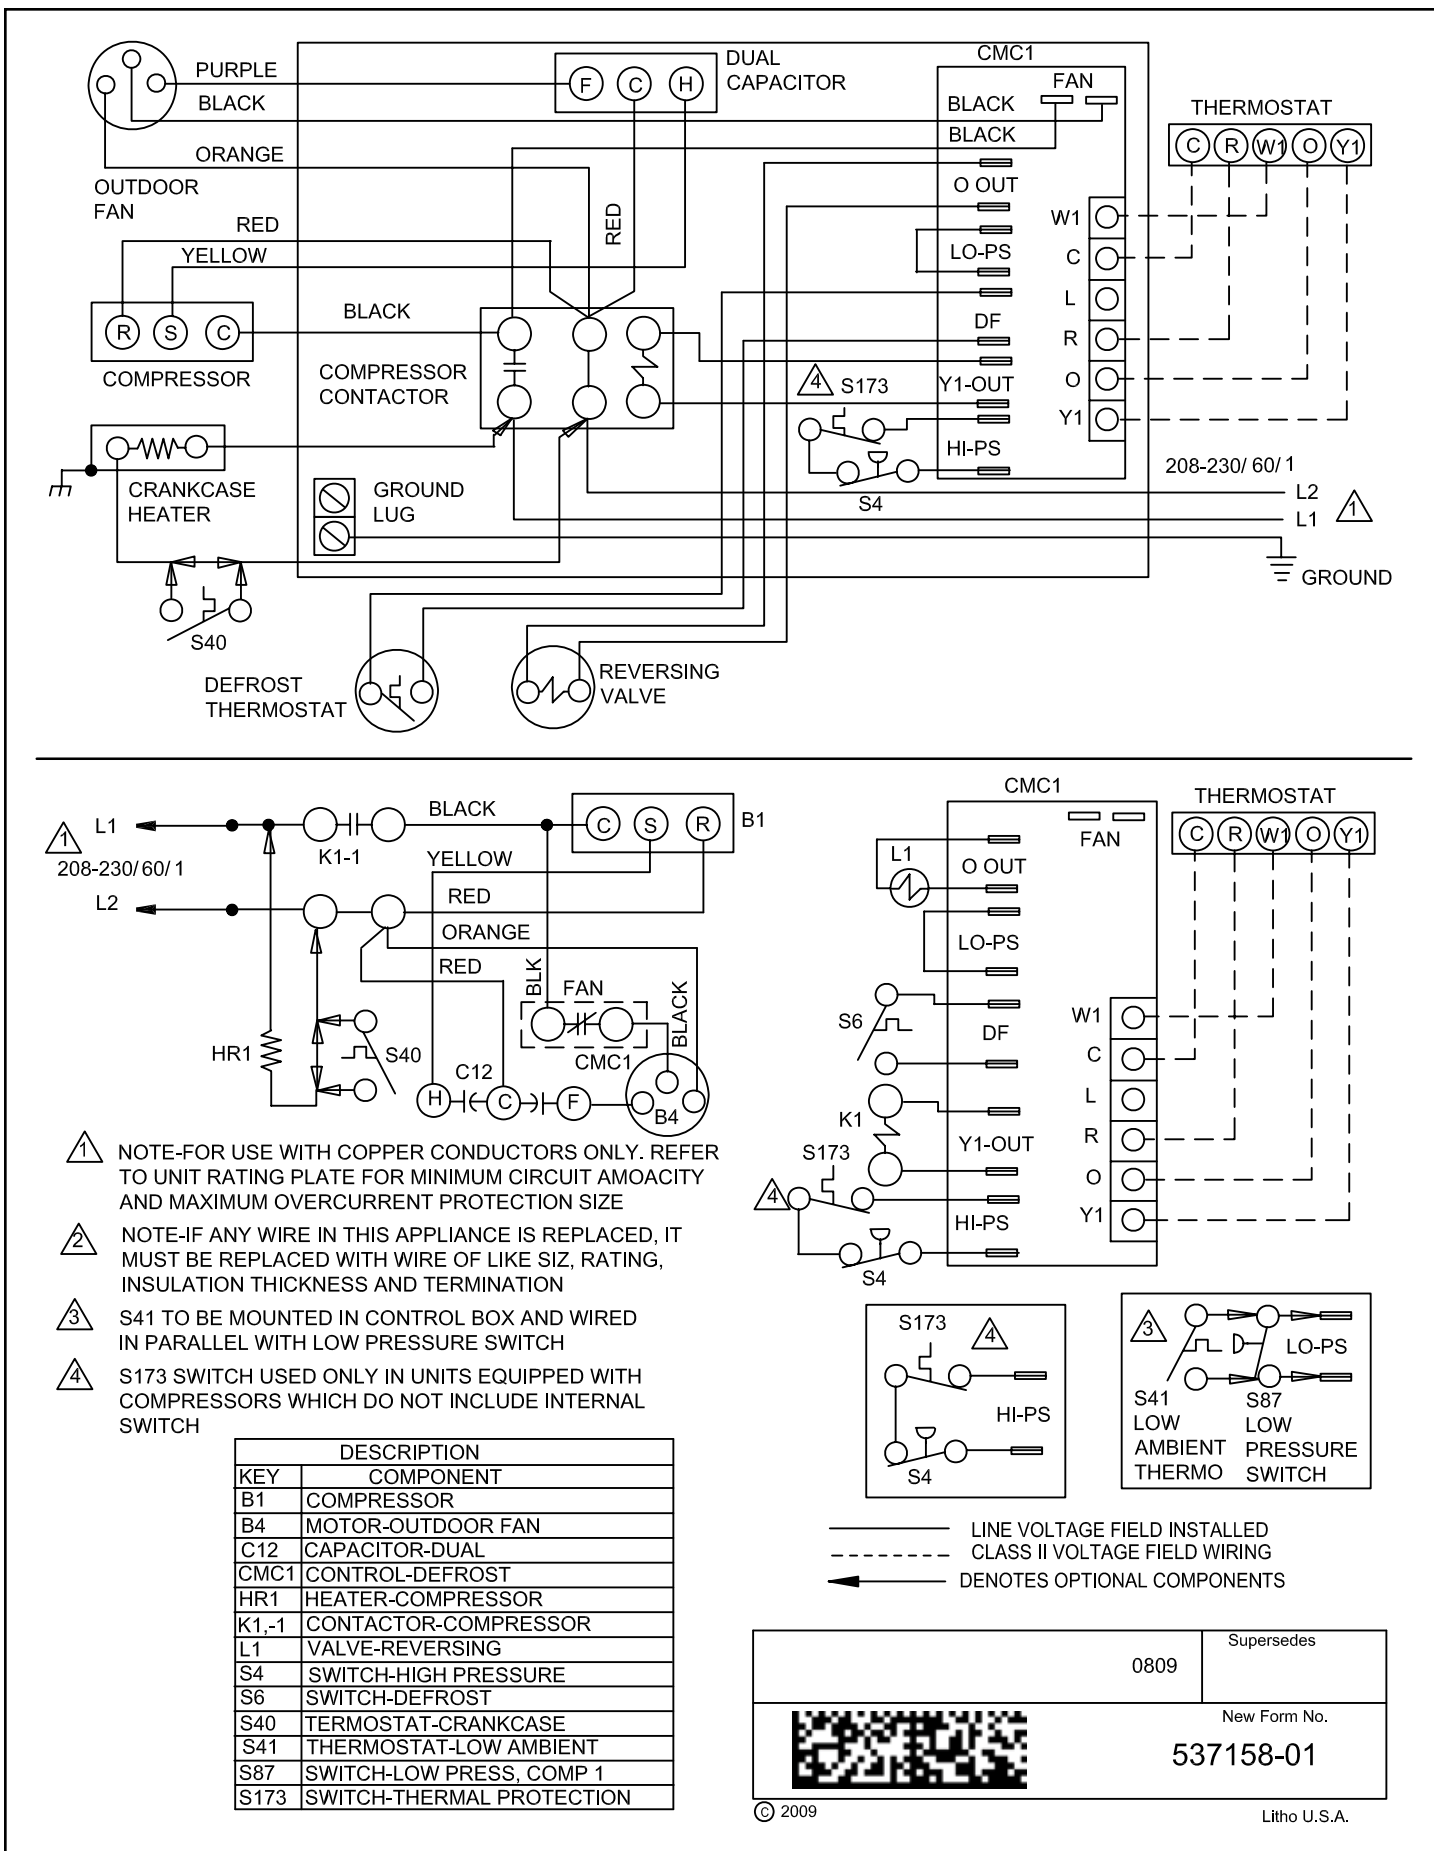 PURPLE
BLACK
ORANGE
OUTDOOR
FAN
F C H
DUAL
CAPACITOR
CMC1
FAN
BLACK
BLACK
THERMOSTAT
C R W1 O Y1
RED
YELLOW
RED
O OUT
LO-PS
DF
Y1-OUT
HI-PS
W1
C
L
R
O
Y1
R S C
COMPRESSOR
BLACK
COMPRESSOR
CONTACTOR
4 S173
S4
CRANKCASE
HEATER
GROUND
LUG
208-230/60/1
L2
L1
1
GROUND
S40
DEFROST
THERMOSTAT
REVERSING
VALVE
1
L1
208-230/60/1
L2
K1-1
BLACK
C S R
B1
YELLOW
RED
ORANGE
RED
BLK
FAN
CMC1
BLACK
HR1
S40
C12
H C F
B4
CMC1
FAN
L1
O OUT
LO-PS
S6
DF
K1
Y1-OUT
S173
4
HI-PS
S4
W1
C
L
R
O
Y1
THERMOSTAT
C R W1 O Y1
1 NOTE-FOR USE WITH COPPER CONDUCTORS ONLY. REFER
TO UNIT RATING PLATE FOR MINIMUM CIRCUIT AMOACITY
AND MAXIMUM OVERCURRENT PROTECTION SIZE
2 NOTE-IF ANY WIRE IN THIS APPLIANCE IS REPLACED, IT
MUST BE REPLACED WITH WIRE OF LIKE SIZ, RATING,
INSULATION THICKNESS AND TERMINATION
3 S41 TO BE MOUNTED IN CONTROL BOX AND WIRED
IN PARALLEL WITH LOW PRESSURE SWITCH
4 S173 SWITCH USED ONLY IN UNITS EQUIPPED WITH
COMPRESSORS WHICH DO NOT INCLUDE INTERNAL
SWITCH
S173 4
HI-PS
S4
3
LO-PS
S41
LOW
AMBIENT
THERMO
S87
LOW
PRESSURE
SWITCH
DESCRIPTION
KEY COMPONENT
B1 COMPRESSOR
B4 MOTOR-OUTDOOR FAN
C12 CAPACITOR-DUAL
CMC1 CONTROL-DEFROST
HR1 HEATER-COMPRESSOR
K1,-1 CONTACTOR-COMPRESSOR
L1 VALVE-REVERSING
S4 SWITCH-HIGH PRESSURE
S6 SWITCH-DEFROST
S40 TERMOSTAT-CRANKCASE
S41 THERMOSTAT-LOW AMBIENT
S87 SWITCH-LOW PRESS, COMP 1
S173 SWITCH-THERMAL PROTECTION
LINE VOLTAGE FIELD INSTALLED
CLASS II VOLTAGE FIELD WIRING
DENOTES OPTIONAL COMPONENTS
Supersedes
0809
New Form No.
537158-01
© 2009
Litho U.S.A.